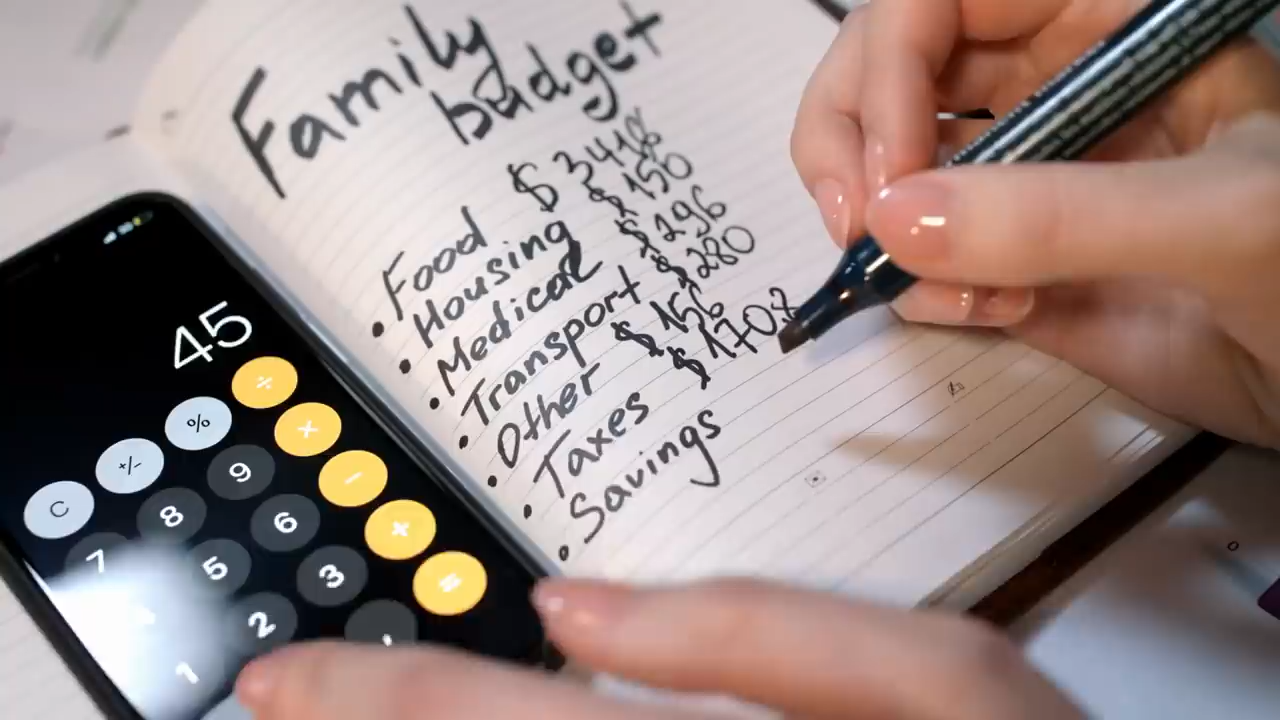 Family
budget
• Food $3418
• Housing $150
• Medical $296
• Transport $280
• Other $156
• Taxes $1708
• Savings
45
C +/- % ÷
7 8 9 ×
5 6 −
1 2 3 +
=